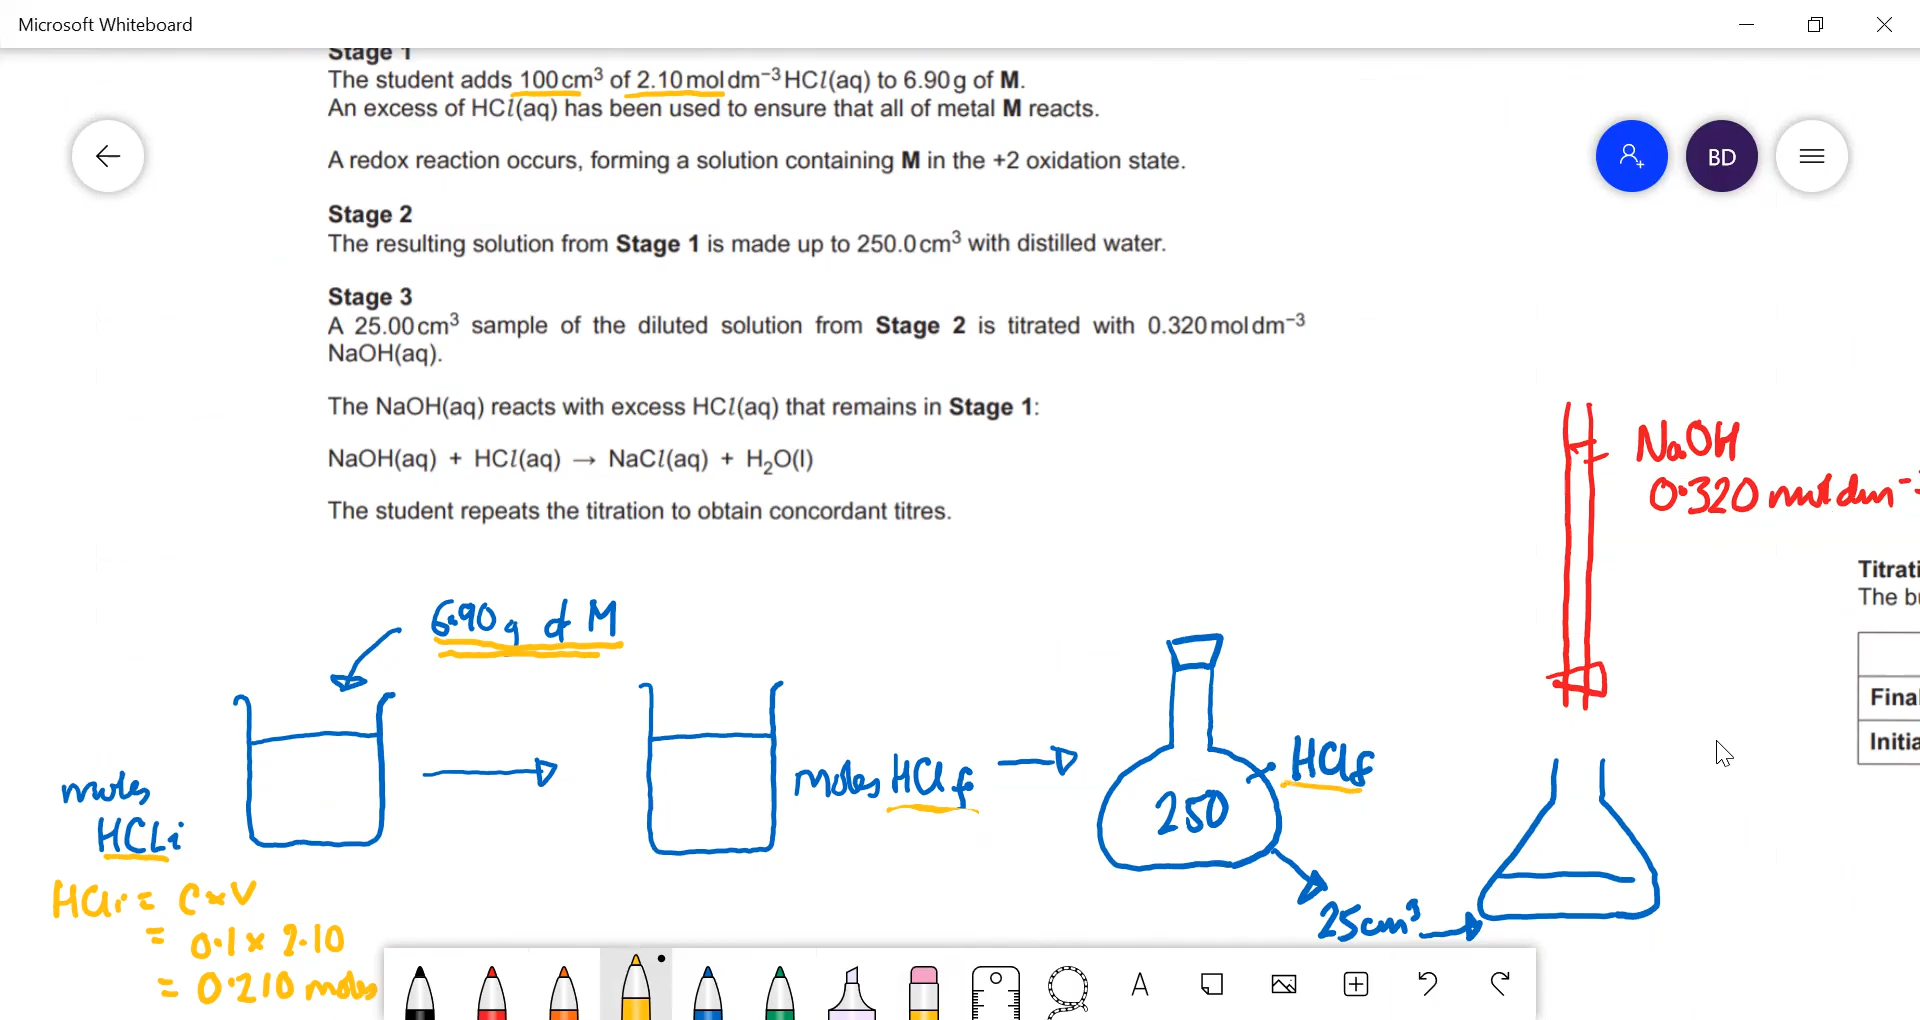 Microsoft Whiteboard
Stage 1
The student adds 100 cm³ of 2.10 mol dm⁻³ HCl(aq) to 6.90 g of M.
An excess of HCl(aq) has been used to ensure that all of metal M reacts.
A redox reaction occurs, forming a solution containing M in the +2 oxidation state.
BD
Stage 2
The resulting solution from Stage 1 is made up to 250.0 cm³ with distilled water.
Stage 3
A 25.00 cm³ sample of the diluted solution from Stage 2 is titrated with 0.320 mol dm⁻³
NaOH(aq).
The NaOH(aq) reacts with excess HCl(aq) that remains in Stage 1:
NaOH(aq) + HCl(aq) → NaCl(aq) + H₂O(l)
The student repeats the titration to obtain concordant titres.
NaOH
0.320 mol dm⁻
Titrati
The bu
Final
Initia
6.90 g of M
moles
HCLi
moles HClf
250
HClf
25cm³
HCli = C×V
= 0.1 × 2.10
= 0.210 moles
A